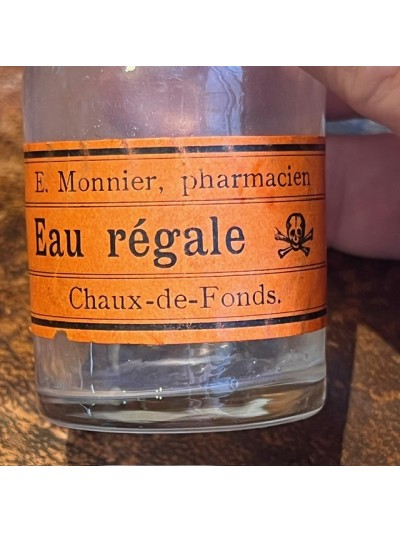 E. Monnier, pharmacien
Eau régale
Chaux-de-Fonds.